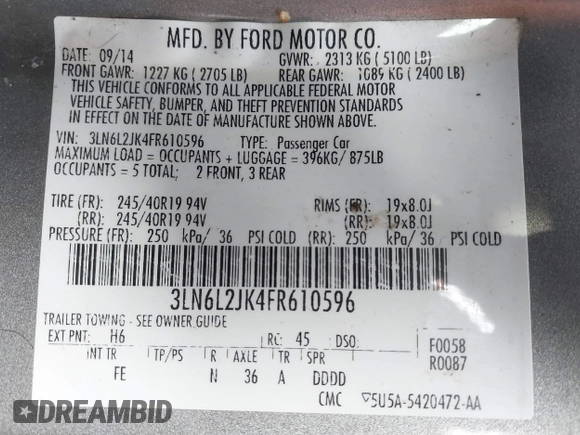 MFD. BY FORD MOTOR CO.
DATE: 09/14 GVWR: 2313 KG ( 5100 LB)
FRONT GAWR: 1227 KG ( 2705 LB) REAR GAWR: 1089 KG ( 2400 LB)
THIS VEHICLE CONFORMS TO ALL APPLICABLE FEDERAL MOTOR
VEHICLE SAFETY, BUMPER, AND THEFT PREVENTION STANDARDS
IN EFFECT ON THE DATE OF MANUFACTURE SHOWN ABOVE.
VIN: 3LN6L2JK4FR610596 TYPE: Passenger Car
MAXIMUM LOAD = OCCUPANTS + LUGGAGE = 396KG/ 875LB
OCCUPANTS = 5 TOTAL; 2 FRONT, 3 REAR
TIRE (FR): 245/40R19 94V RIMS (FR): 19x8.0J
(RR): 245/40R19 94V (RR): 19x8.0J
PRESSURE (FR): 250 kPa/ 36 PSI COLD (RR): 250 kPa/ 36 PSI COLD
3LN6L2JK4FR610596
TRAILER TOWING - SEE OWNER GUIDE
EXT PNT: H6 RC: 45 DSO: F0058
R0087
INT TR TP/PS R AXLE TR SPR
FE N 36 A DDDD
CMC ▽5U5A-5420472-AA
DREAMBID